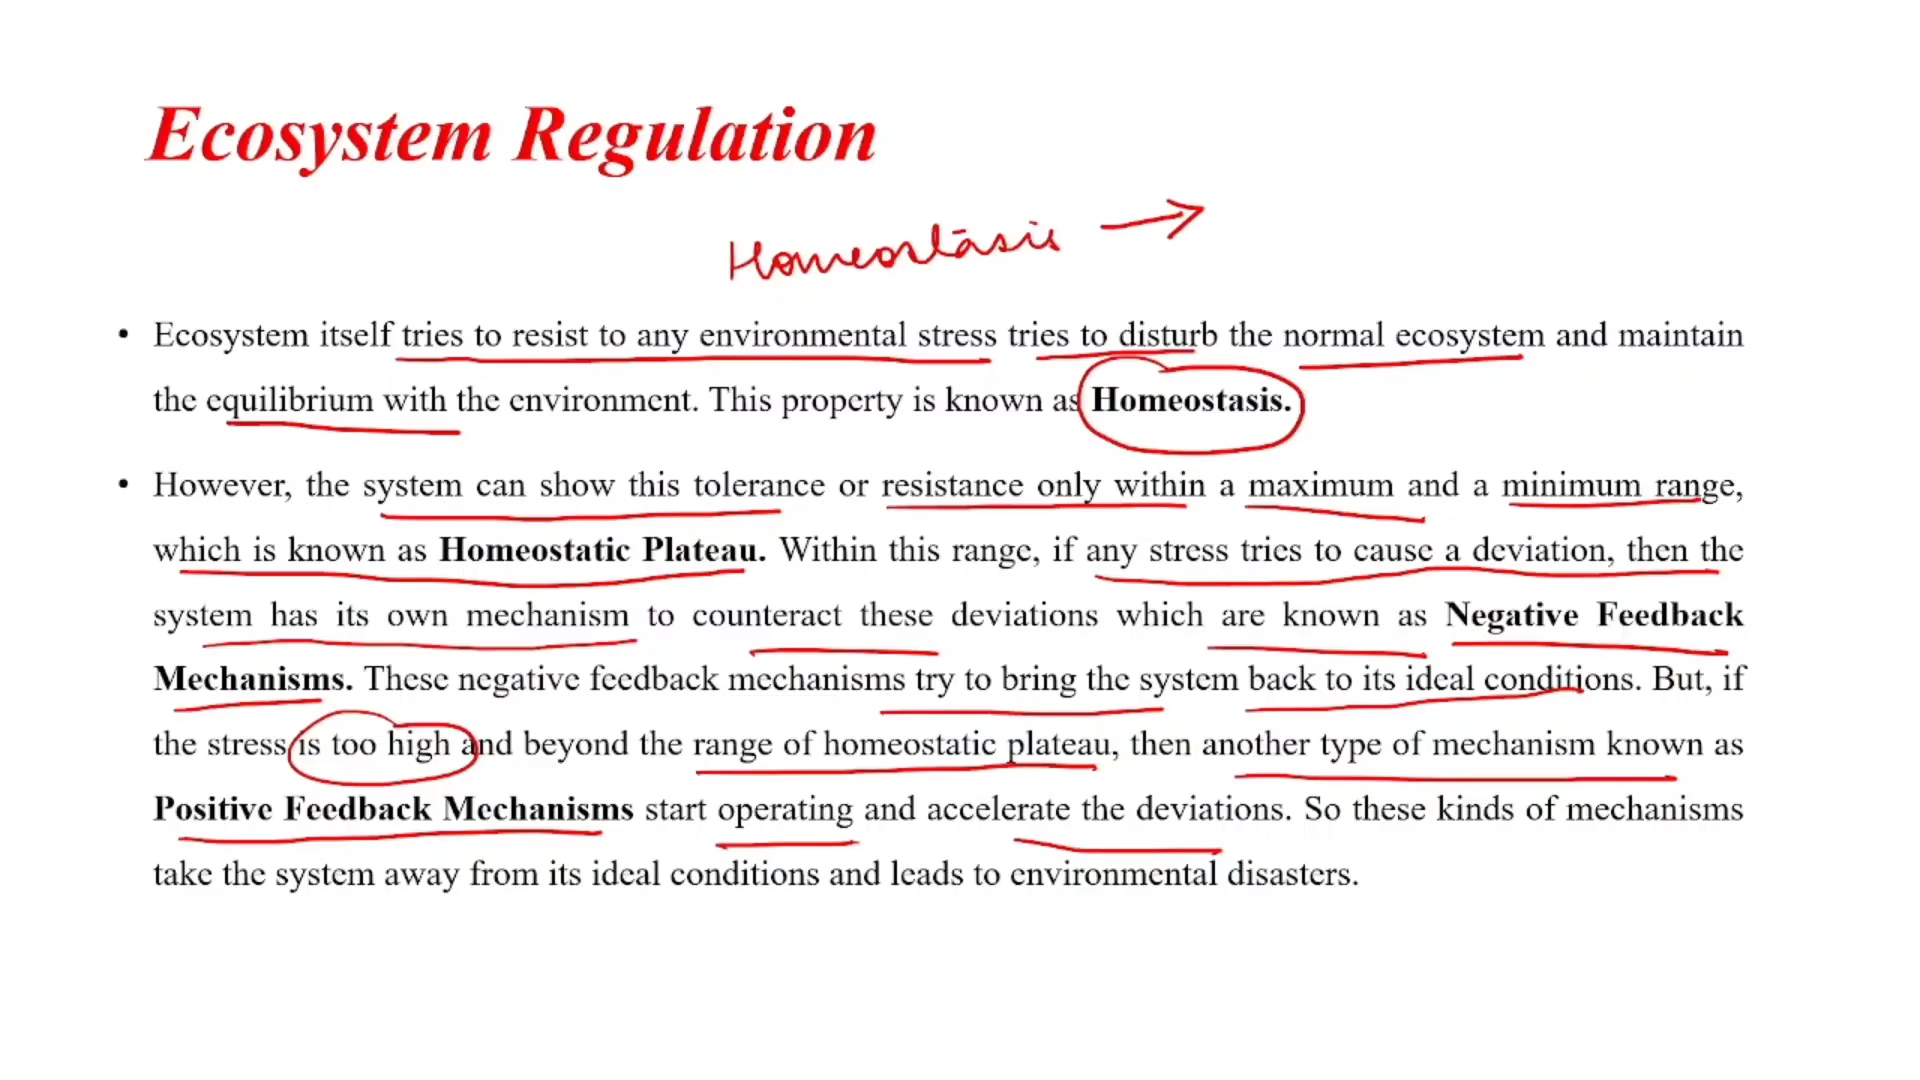 Ecosystem Regulation
Homeostasis →
• Ecosystem itself tries to resist to any environmental stress tries to disturb the normal ecosystem and maintain
the equilibrium with the environment. This property is known as Homeostasis.
• However, the system can show this tolerance or resistance only within a maximum and a minimum range,
which is known as Homeostatic Plateau. Within this range, if any stress tries to cause a deviation, then the
system has its own mechanism to counteract these deviations which are known as Negative Feedback
Mechanisms. These negative feedback mechanisms try to bring the system back to its ideal conditions. But, if
the stress is too high and beyond the range of homeostatic plateau, then another type of mechanism known as
Positive Feedback Mechanisms start operating and accelerate the deviations. So these kinds of mechanisms
take the system away from its ideal conditions and leads to environmental disasters.